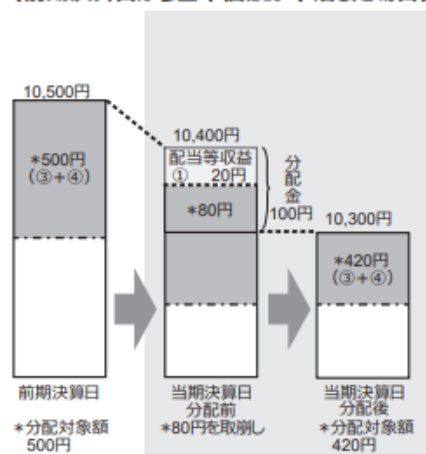 10,500円
*500円
(③+④)
10,400円
配当等収益
① 20円
*80円
分配金
100円
10,300円
*420円
(③+④)
前期決算日
*分配対象額
500円
当期決算日
分配前
*80円を取崩し
当期決算日
分配後
*分配対象額
420円